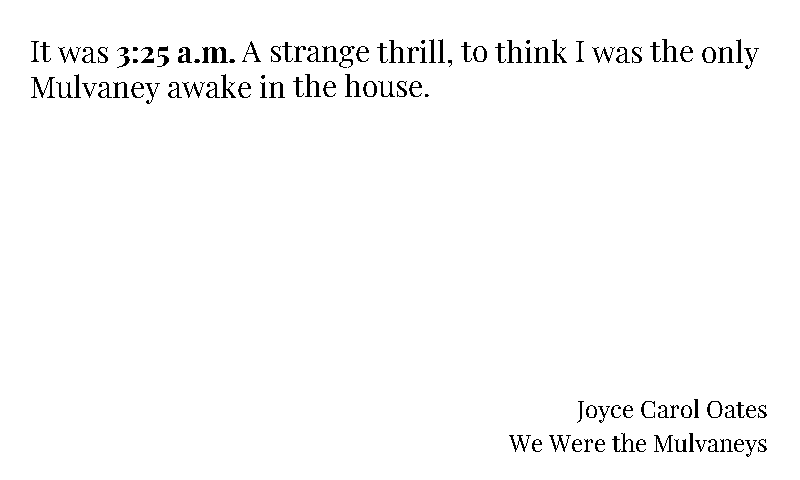 It was 3:25 a.m. A strange thrill, to think I was the only
Mulvaney awake in the house.
Joyce Carol Oates
We Were the Mulvaneys